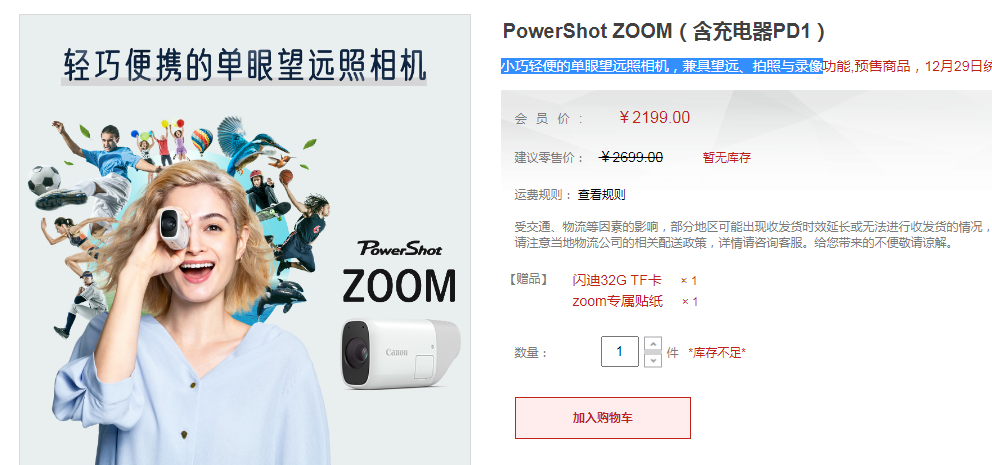 轻巧便携的单眼望远照相机
PowerShot
ZOOM
Canon
PowerShot ZOOM（含充电器PD1）
小巧轻便的单眼望远照相机，兼具望远、拍照与录像功能,预售商品，12月29日
会 员 价 ： ￥2199.00
建议零售价： ￥2699.00 暂无库存
运费规则： 查看规则
受交通、物流等因素的影响，部分地区可能出现收发货时效延长或无法进行收发货的情况，
请注意当地物流公司的相关配送政策，详情请咨询客服。给您带来的不便敬请谅解。
【赠品】 闪迪32G TF卡 × 1
zoom专属贴纸 × 1
数量： 1 件 *库存不足*
加入购物车